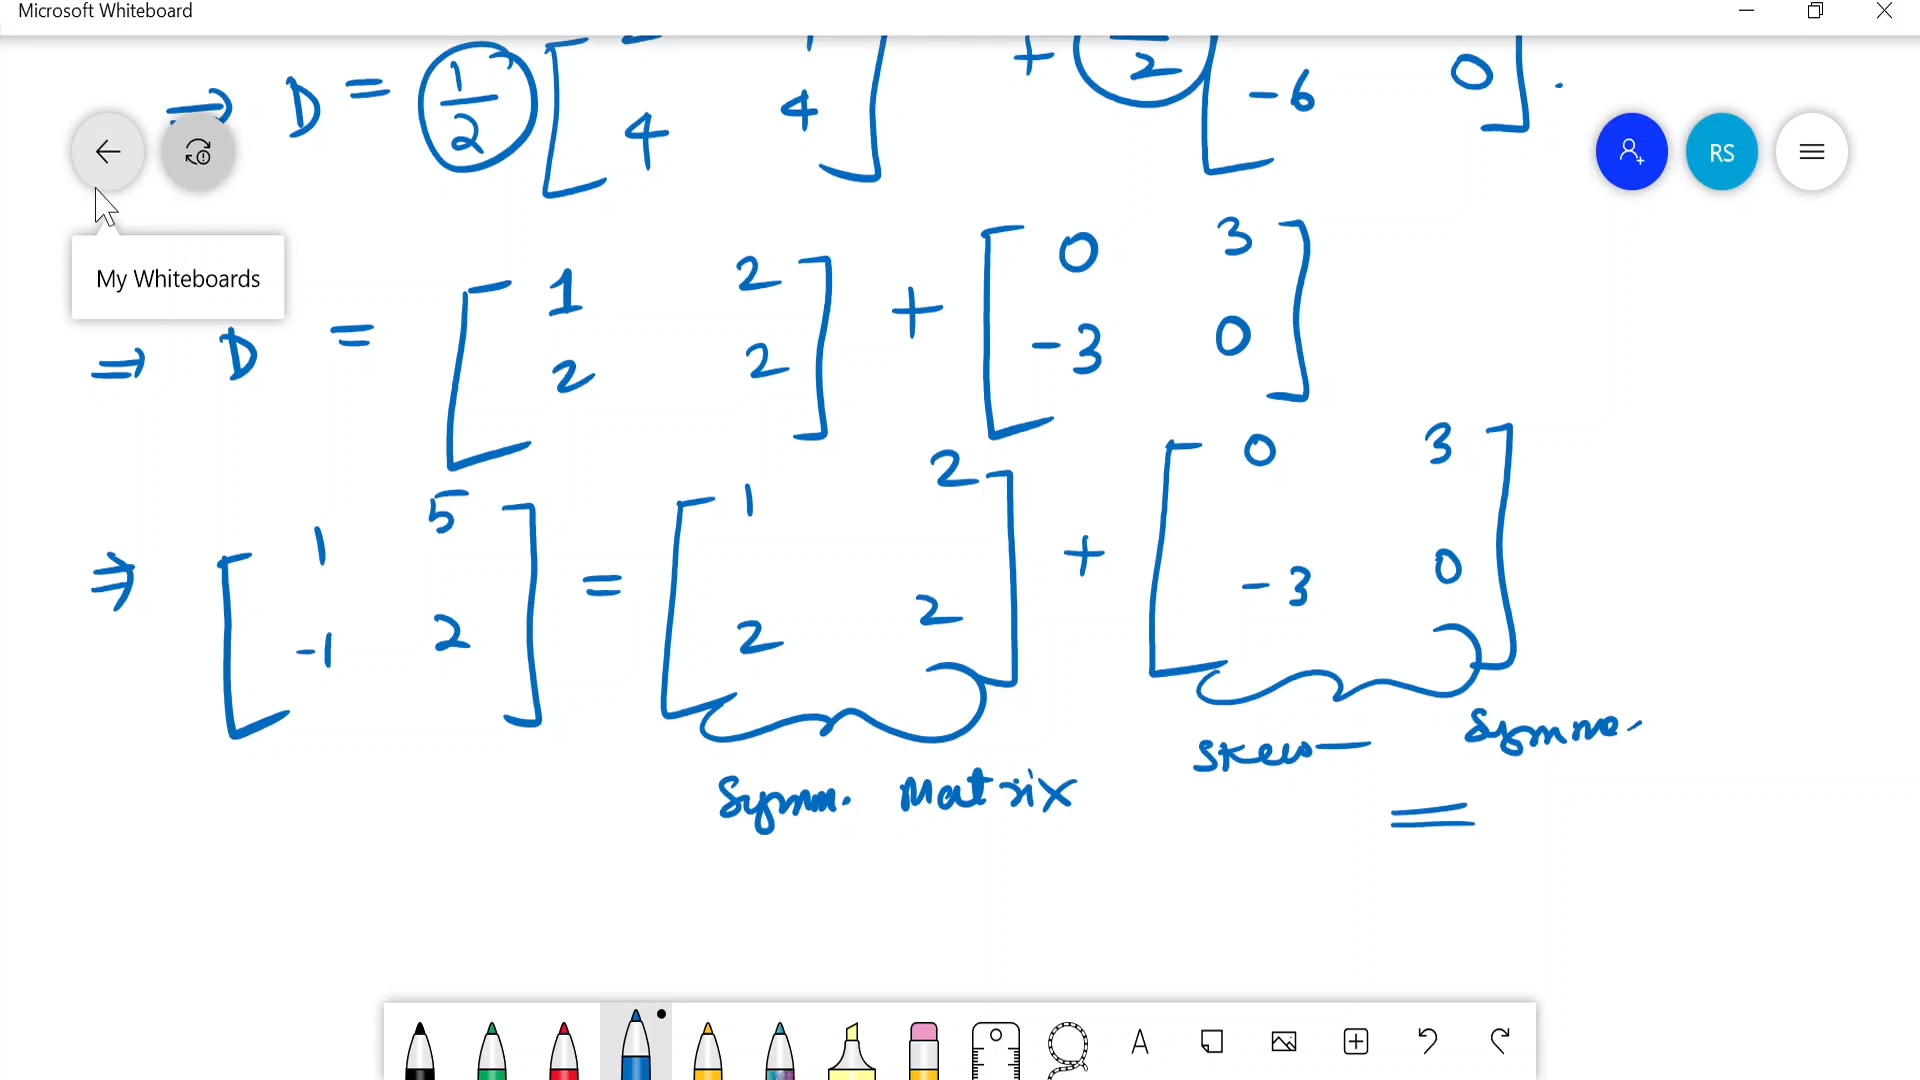 Microsoft Whiteboard
⇒ D = 1/2 [ 4 4 ] + 2 [ -6 0 ] .
RS
My Whiteboards
⇒ D = [ 1 2
2 2 ] + [ 0 3
-3 0 ]
⇒ [ 1 5
-1 2 ] = [ 1 2
2 2 ] + [ 0 3
-3 0 ]
Symm. Matrix
Skew— Symme.
A